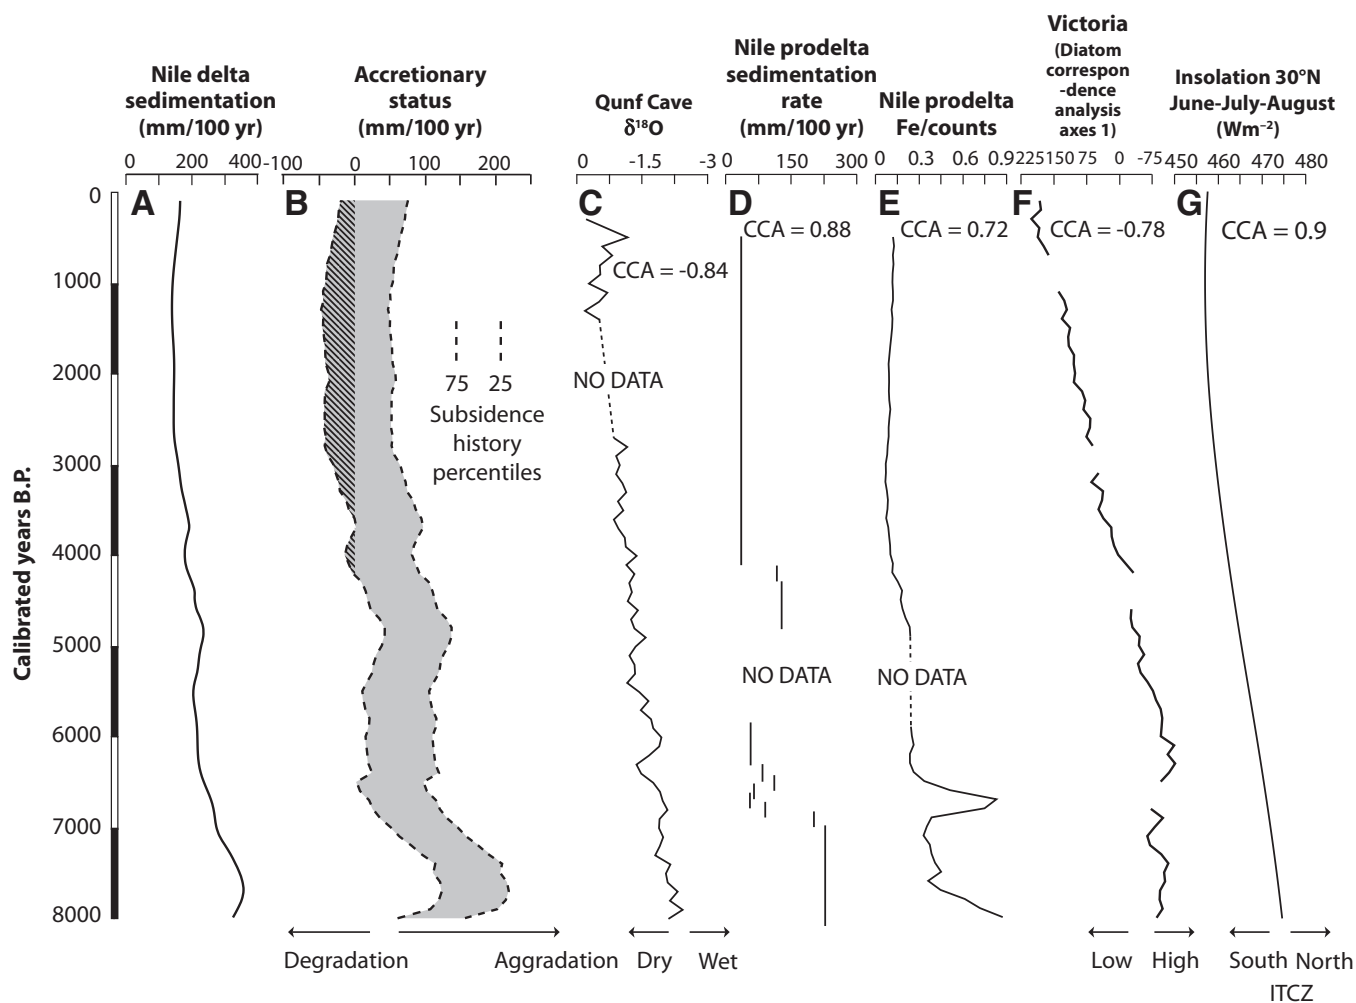 Nile delta
sedimentation
(mm/100 yr)
0 200 400
A
Accretionary
status
(mm/100 yr)
-100 0 100 200
B
Qunf Cave
δ¹⁸O
0 -1.5 -3
C
Nile prodelta
sedimentation
rate
(mm/100 yr)
0 150 300
D
Nile prodelta
Fe/counts
0 0.3 0.6 0.9
E
Victoria
(Diatom
correspon
-dence
analysis
axes 1)
225 150 75 0 -75
F
Insolation 30°N
June-July-August
(Wm⁻²)
450 460 470 480
G
CCA = -0.84
CCA = 0.88
CCA = 0.72
CCA = -0.78
CCA = 0.9
Calibrated years B.P.
0
1000
2000
3000
4000
5000
6000
7000
8000
75 25
Subsidence
history
percentiles
NO DATA
NO DATA
NO DATA
Degradation Aggradation
Dry Wet
Low High
South North
ITCZ